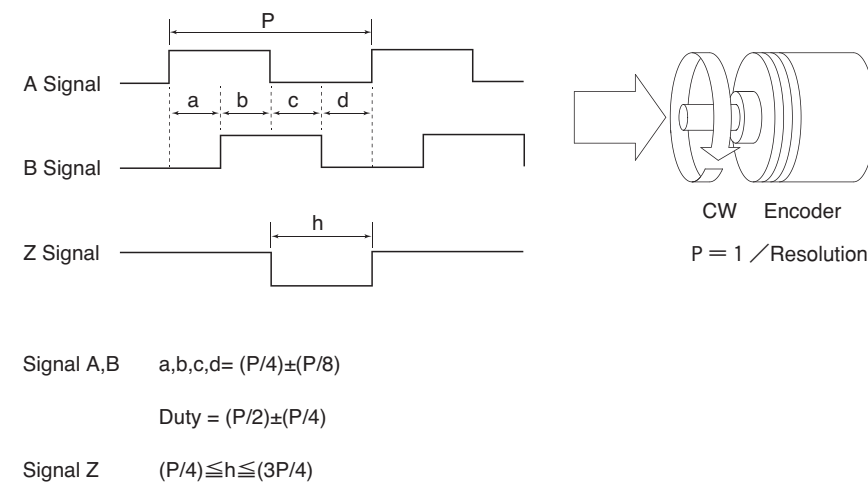 P
A Signal
a b c d
B Signal
h
Z Signal
CW Encoder
P＝1／Resolution
Signal A,B a,b,c,d= (P/4)±(P/8)
Duty = (P/2)±(P/4)
Signal Z (P/4)≦h≦(3P/4)